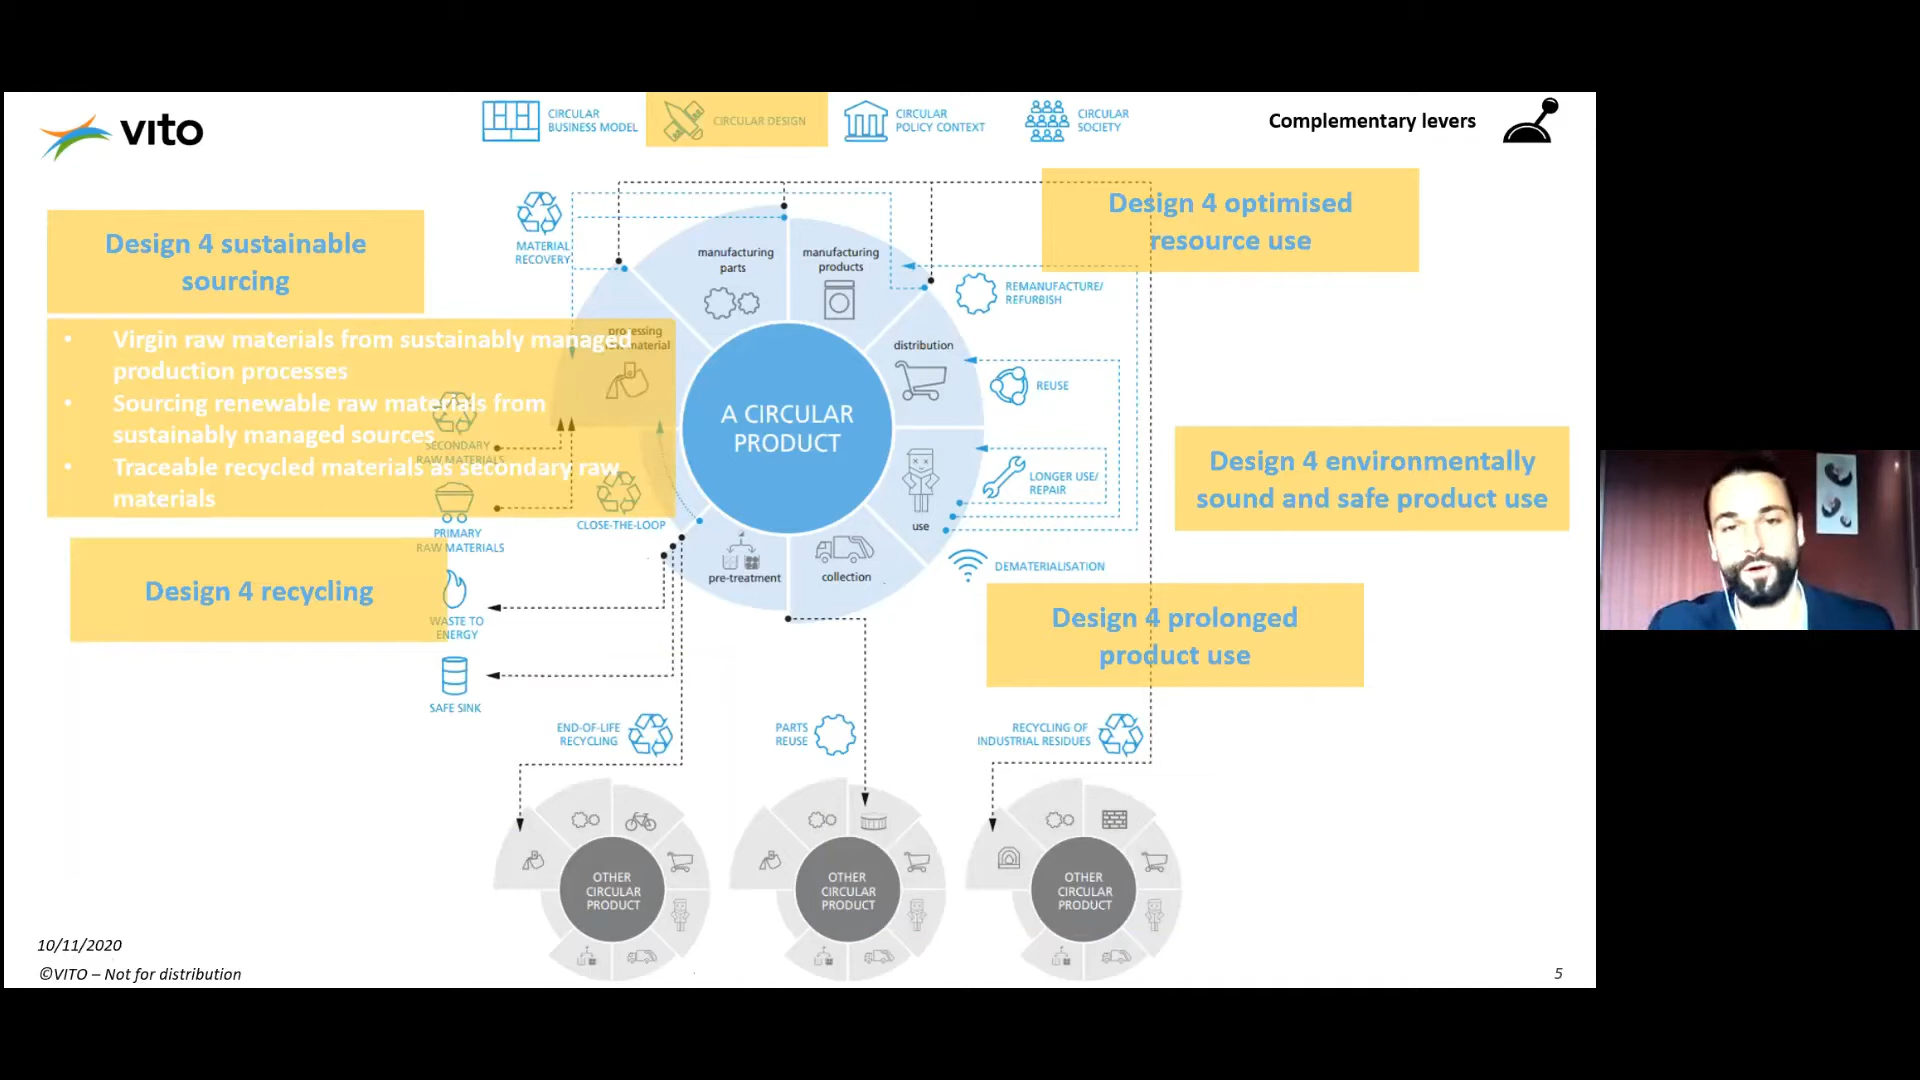 vito
CIRCULAR
BUSINESS MODEL
CIRCULAR DESIGN
CIRCULAR
POLICY CONTEXT
CIRCULAR
SOCIETY
Complementary levers
Design 4 sustainable
sourcing
Design 4 optimised
resource use
MATERIAL
RECOVERY
manufacturing
parts
manufacturing
products
REMANUFACTURE/
REFURBISH
• Virgin raw materials from sustainably managed
production processes
• Sourcing renewable raw materials from
sustainably managed sources
• Traceable recycled materials as secondary raw
materials
processing
material
distribution
REUSE
A CIRCULAR
PRODUCT
SECONDARY
RAW MATERIALS
LONGER USE/
REPAIR
use
Design 4 environmentally
sound and safe product use
CLOSE-THE-LOOP
PRIMARY
RAW MATERIALS
pre-treatment
collection
DEMATERIALISATION
Design 4 recycling
WASTE TO
ENERGY
Design 4 prolonged
product use
SAFE SINK
END-OF-LIFE
RECYCLING
PARTS
REUSE
RECYCLING OF
INDUSTRIAL RESIDUES
OTHER
CIRCULAR
PRODUCT
OTHER
CIRCULAR
PRODUCT
OTHER
CIRCULAR
PRODUCT
10/11/2020
©VITO – Not for distribution
5